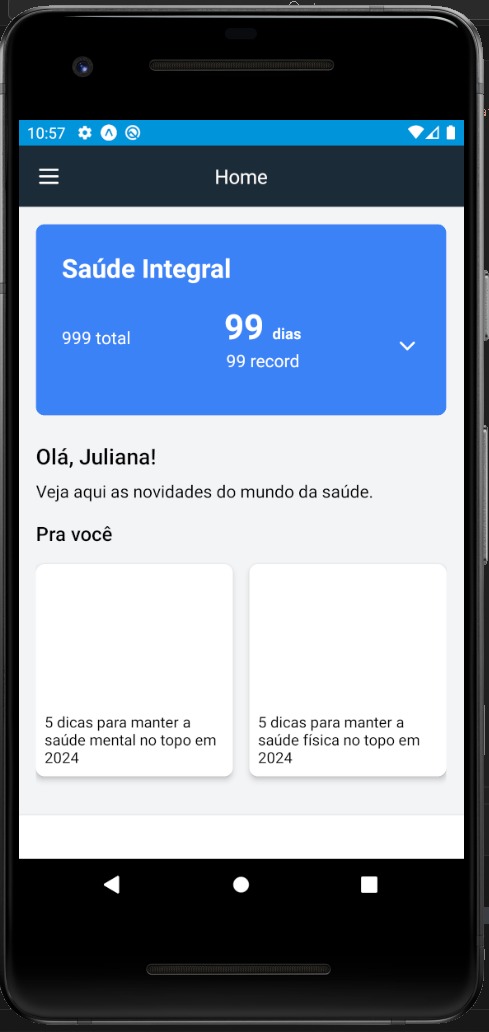 10:57
Home
Saúde Integral
999 total
99 dias
99 record
Olá, Juliana!
Veja aqui as novidades do mundo da saúde.
Pra você
5 dicas para manter a
saúde mental no topo em
2024
5 dicas para manter a
saúde física no topo em
2024